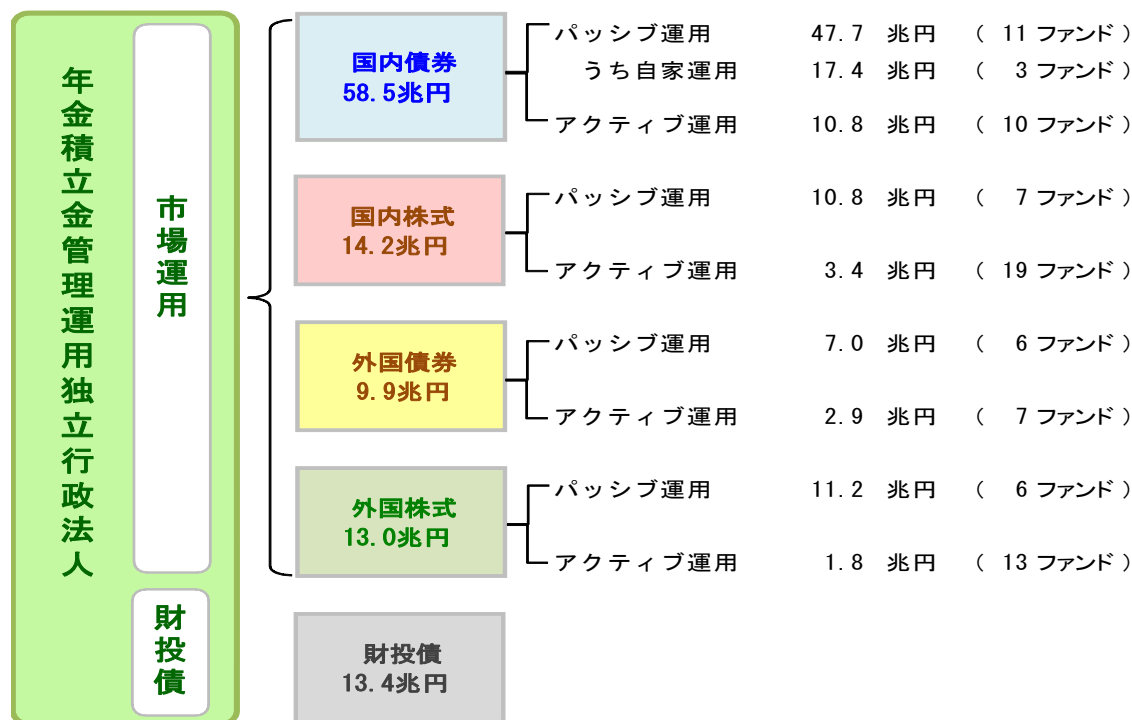 年金積立金管理運用独立行政法人
市場運用
財投債
国内債券
58.5兆円
パッシブ運用 47.7 兆円 ( 11 ファンド )
うち自家運用 17.4 兆円 ( 3 ファンド )
アクティブ運用 10.8 兆円 ( 10 ファンド )
国内株式
14.2兆円
パッシブ運用 10.8 兆円 ( 7 ファンド )
アクティブ運用 3.4 兆円 ( 19 ファンド )
外国債券
9.9兆円
パッシブ運用 7.0 兆円 ( 6 ファンド )
アクティブ運用 2.9 兆円 ( 7 ファンド )
外国株式
13.0兆円
パッシブ運用 11.2 兆円 ( 6 ファンド )
アクティブ運用 1.8 兆円 ( 13 ファンド )
財投債
13.4兆円